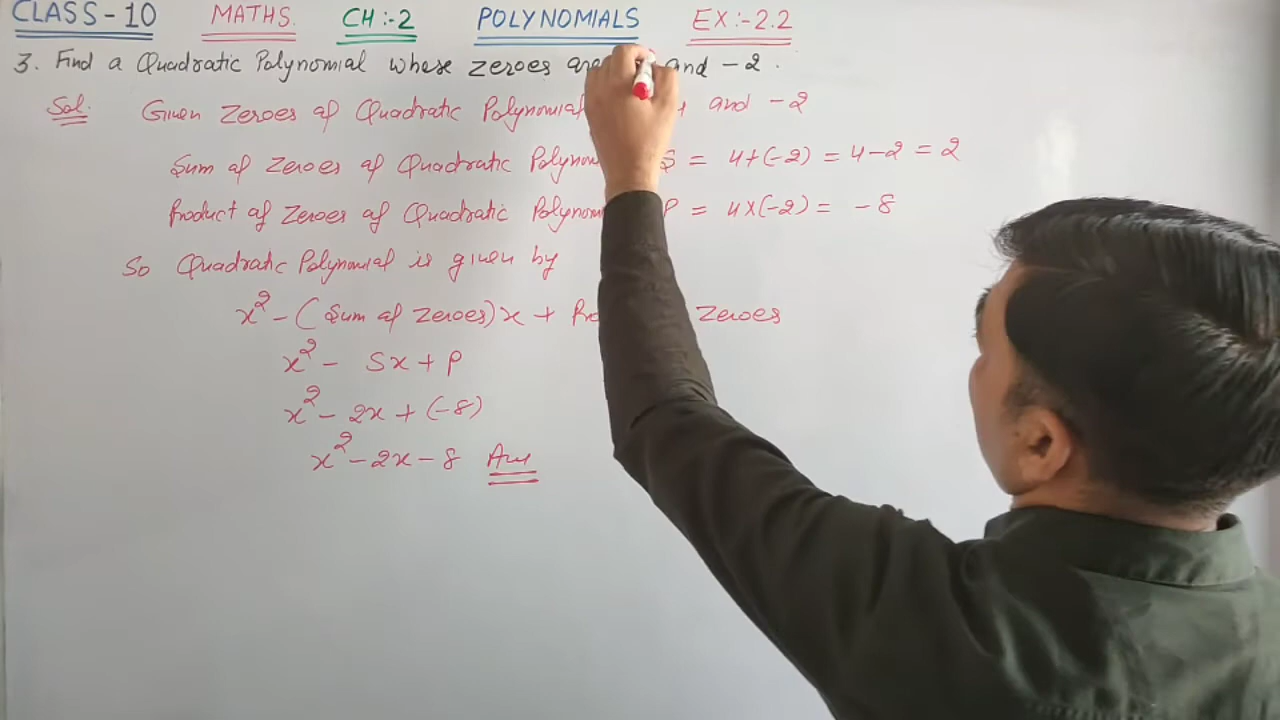 CLASS-10 MATHS. CH:-2 POLYNOMIALS EX:-2.2
3. Find a Quadratic Polynomial whose zeroes are and -2.
Sol. Given Zeroes of Quadratic Polynomial 4 and -2
Sum of Zeroes of Quadratic S = 4+(-2) = 4-2 = 2
Product of Zeroes of Quadratic P = 4×(-2) = -8
So Quadratic Polynomial is given by
x² - (Sum of Zeroes)x + Zeroes
x² - Sx + P
x² - 2x + (-8)
x² - 2x - 8 Ans